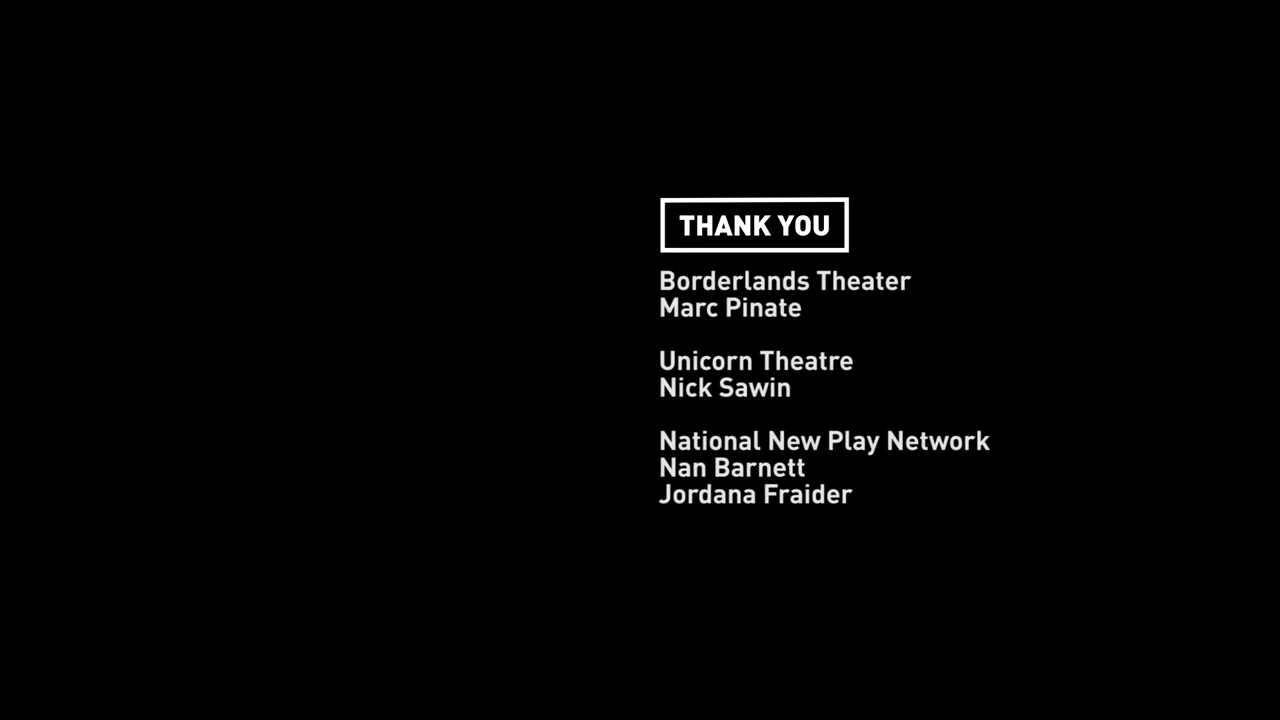 THANK YOU
Borderlands Theater
Marc Pinate
Unicorn Theatre
Nick Sawin
National New Play Network
Nan Barnett
Jordana Fraider